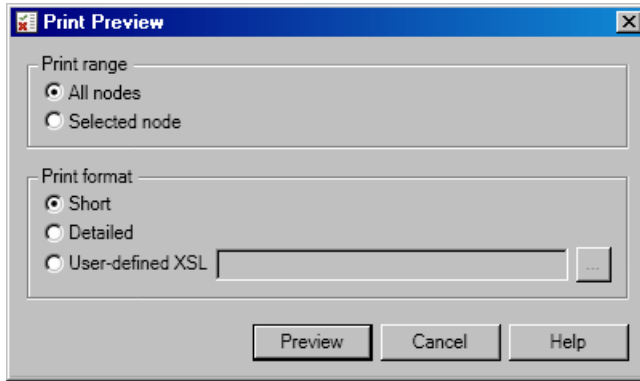 Print Preview
Print range
All nodes
Selected node
Print format
Short
Detailed
User-defined XSL ...
Preview Cancel Help